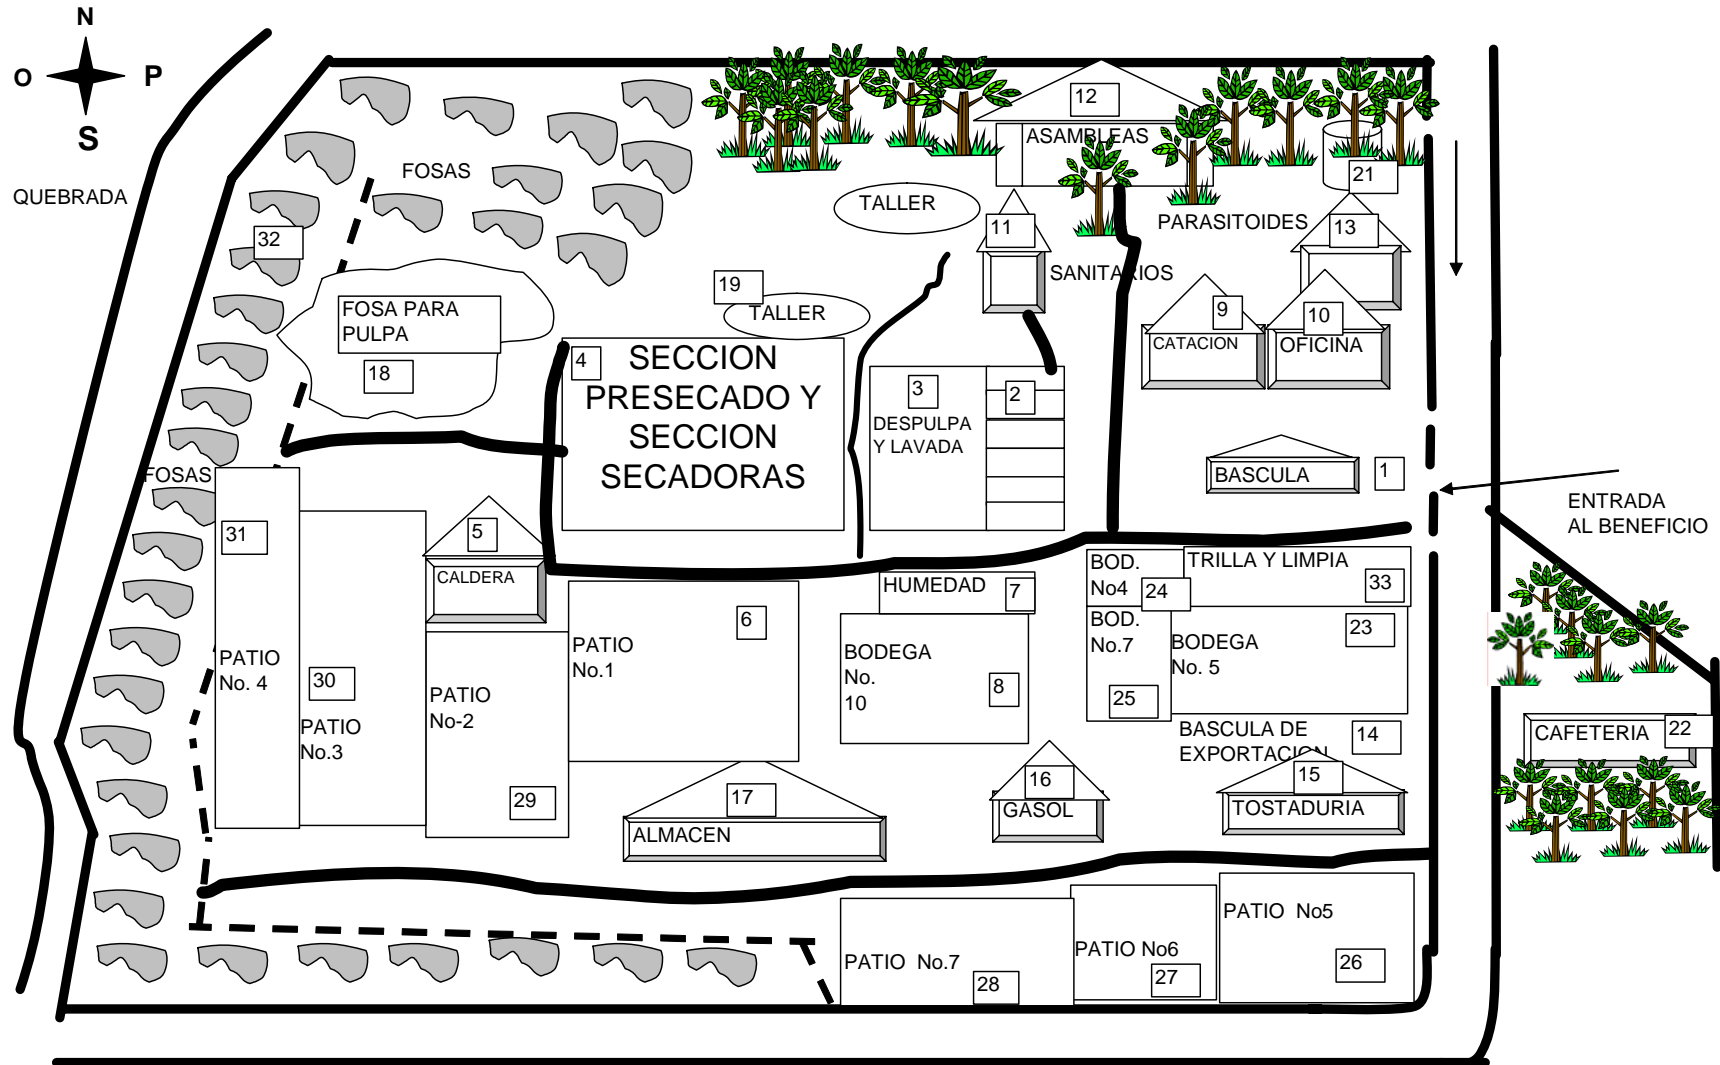 N
O
P
S
QUEBRADA
FOSAS
32
FOSA PARA
PULPA
18
12
ASAMBLEAS
TALLER
11
SANITARIOS
PARASITOIDES
21
13
19
TALLER
9
CATACION
10
OFICINA
4
SECCION
PRESECADO Y
SECCION
SECADORAS
3
DESPULPA
Y LAVADA
2
BASCULA
1
ENTRADA
AL BENEFICIO
FOSAS
31
PATIO
No. 4
30
PATIO
No.3
5
CALDERA
PATIO
No-2
29
6
PATIO
No.1
HUMEDAD
7
BODEGA
No.
10
8
BOD.
No4
24
TRILLA Y LIMPIA
33
BOD.
No.7
25
BODEGA
No. 5
23
BASCULA DE
EXPORTACION
14
CAFETERIA
22
17
ALMACEN
16
GASOL
15
TOSTADURIA
PATIO No.7
28
PATIO No6
27
PATIO No5
26